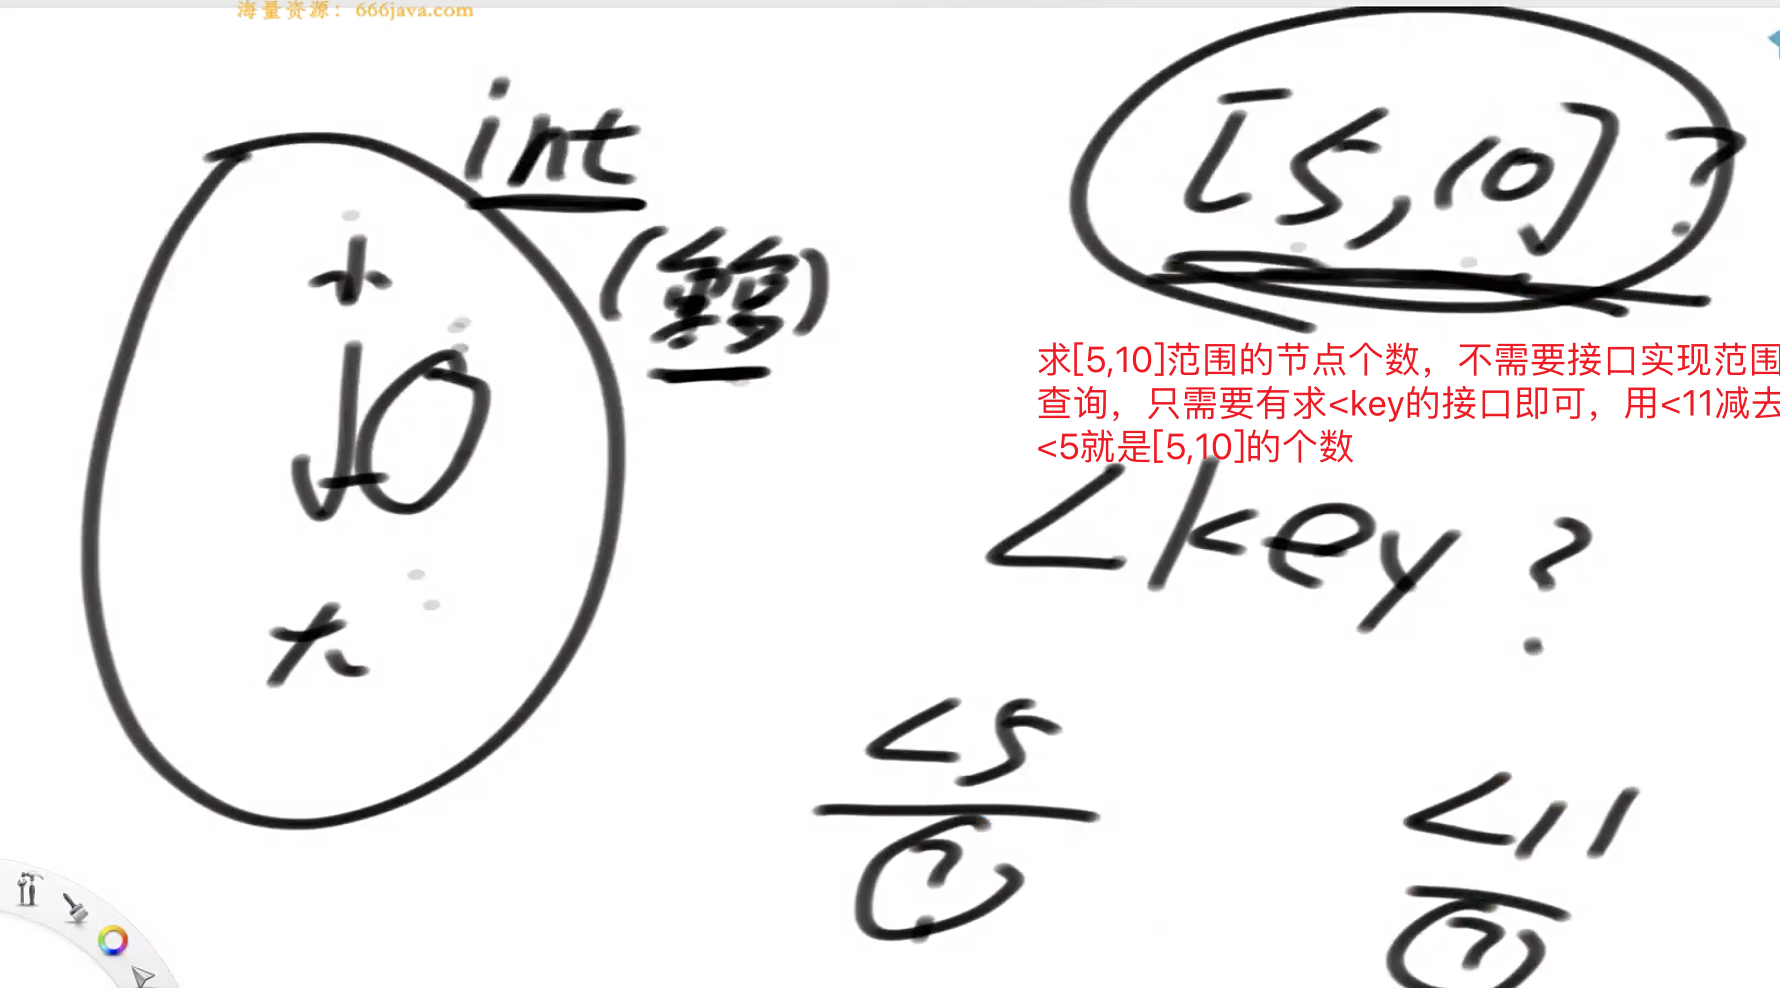 海量资源：666java.com
int
[5,10]?
加
↓0
大
求[5,10]范围的节点个数，不需要接口实现范围
查询，只需要有求<key的接口即可，用<11减去
<5就是[5,10]的个数
<key?
<5
?
<11
?